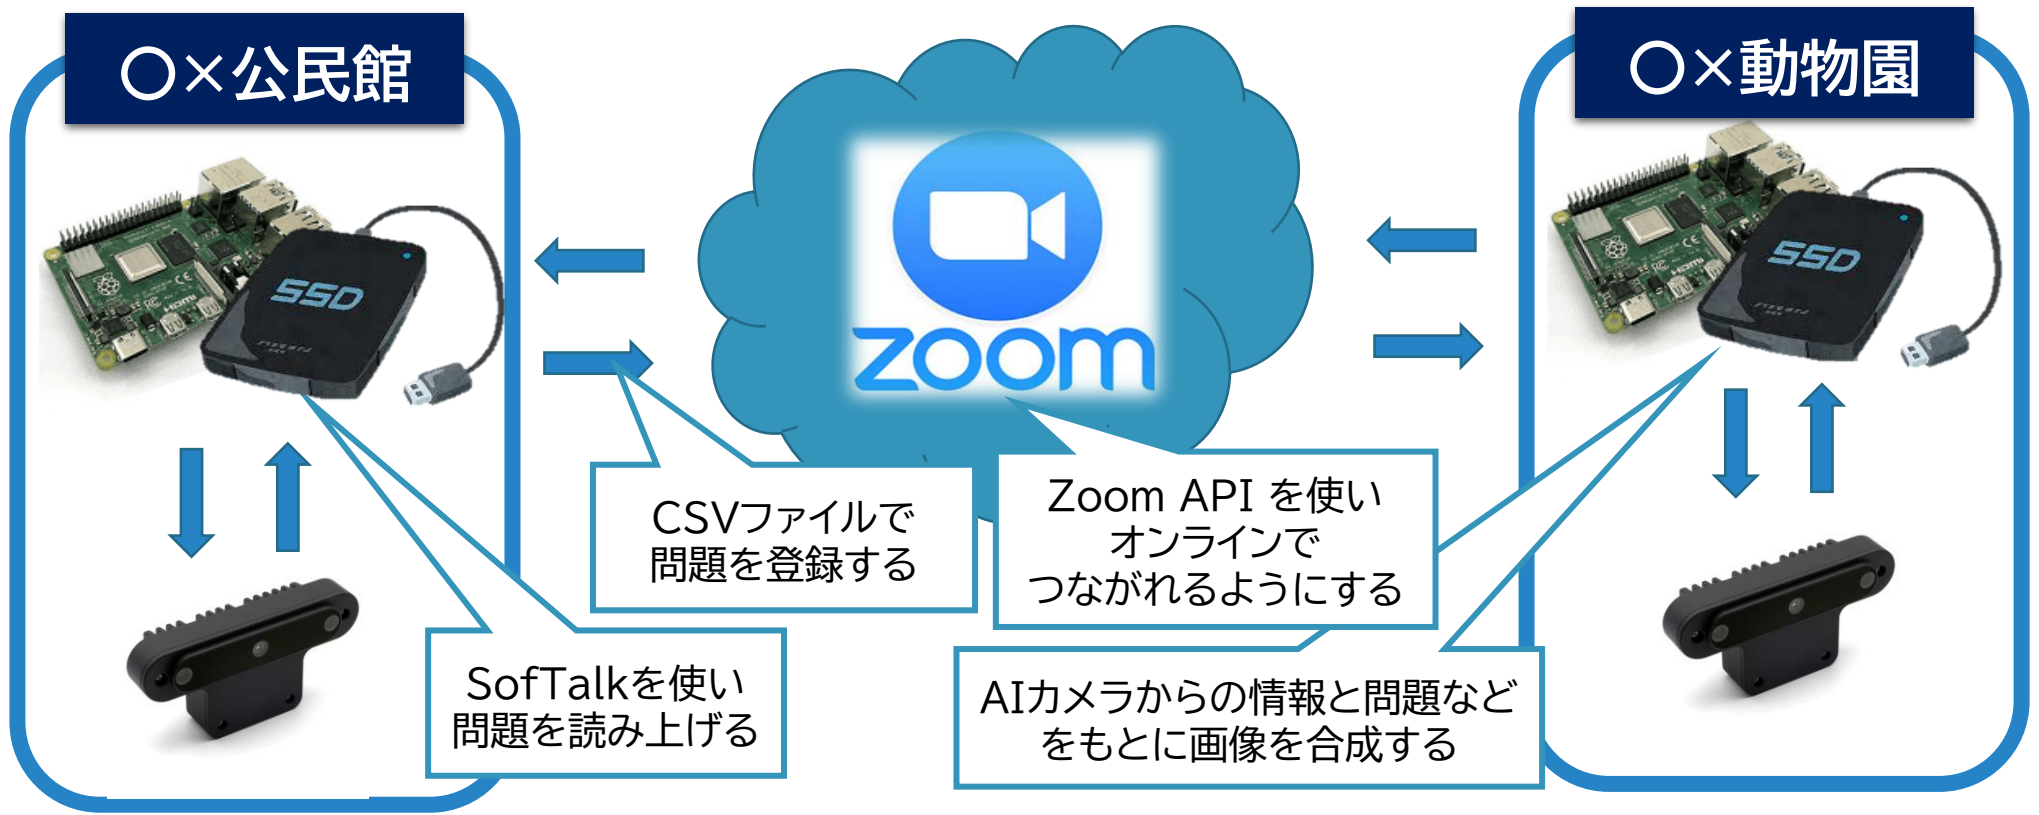 〇×公民館
〇×動物園
SSD
SSD
zoom
CSVファイルで
問題を登録する
Zoom API を使い
オンラインで
つながれるようにする
SofTalkを使い
問題を読み上げる
AIカメラからの情報と問題など
をもとに画像を合成する